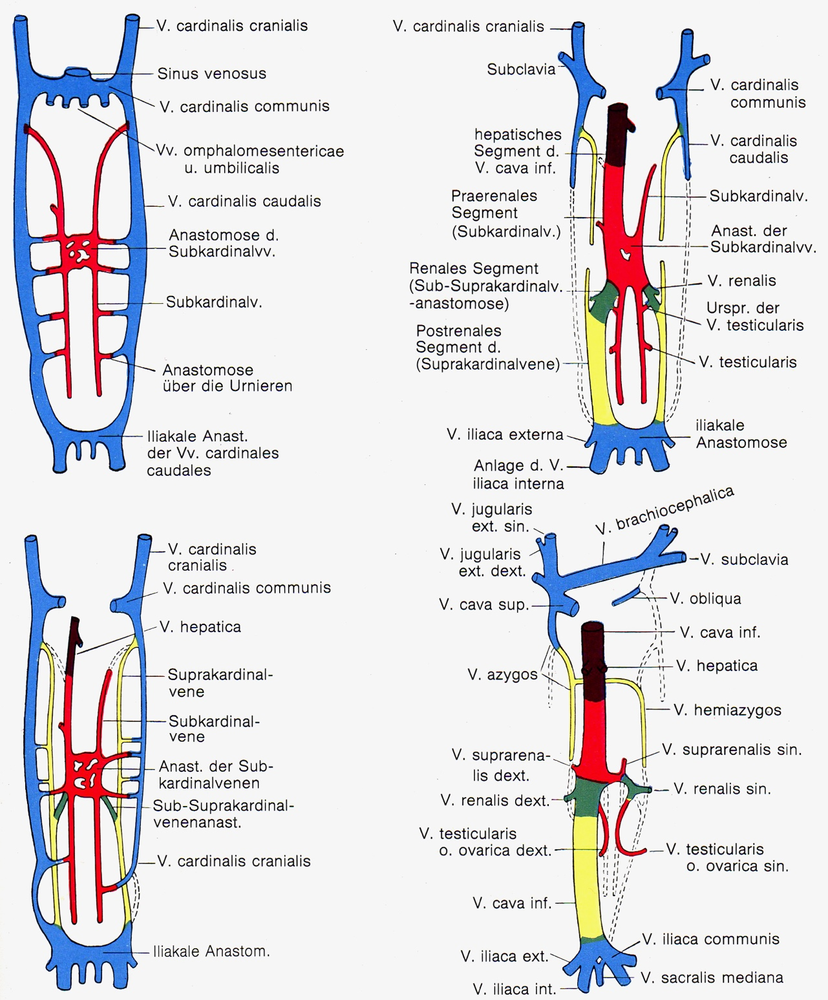 V. cardinalis cranialis
Sinus venosus
V. cardinalis communis
Vv. omphalomesentericae
u. umbilicalis
V. cardinalis caudalis
Anastomose d.
Subkardinalvv.
Subkardinalv.
Anastomose
über die Urnieren
Iliakale Anast.
der Vv. cardinales
caudales
V. cardinalis cranialis
Subclavia
V. cardinalis
communis
hepatisches
Segment d.
V. cava inf.
V. cardinalis
caudalis
Praerenales
Segment
(Subkardinalv.)
Subkardinalv.
Anast. der
Subkardinalvv.
Renales Segment
(Sub-Suprakardinalv.
-anastomose)
V. renalis
Urspr. der
V. testicularis
Postrenales
Segment d.
(Suprakardinalvene)
V. testicularis
V. iliaca externa
iliakale
Anastomose
Anlage d. V.
iliaca interna
V. cardinalis
cranialis
V. cardinalis communis
V. hepatica
Suprakardinal-
vene
Subkardinal-
vene
Anast. der Sub-
kardinalvenen
Sub-Suprakardinal-
venenanast.
V. cardinalis cranialis
Iliakale Anastom.
V. jugularis
ext. sin.
V. brachiocephalica
V. jugularis
ext. dext.
V. subclavia
V. cava sup.
V. obliqua
V. cava inf.
V. hepatica
V. azygos
V. hemiazygos
V. suprarena-
lis dext.
V. suprarenalis sin.
V. renalis dext.
V. renalis sin.
V. testicularis
o. ovarica dext.
V. testicularis
o. ovarica sin.
V. cava inf.
V. iliaca communis
V. iliaca ext.
V. sacralis mediana
V. iliaca int.